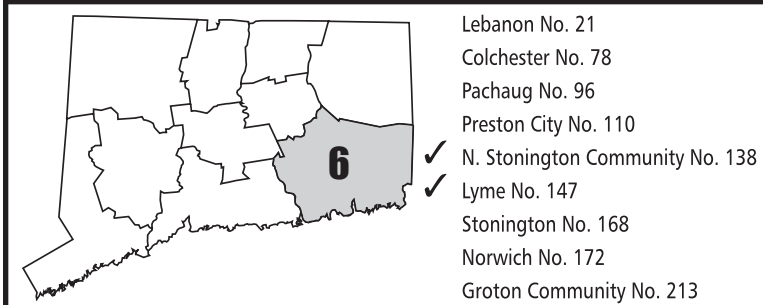 6
Lebanon No. 21
Colchester No. 78
Pachaug No. 96
Preston City No. 110
✓ N. Stonington Community No. 138
✓ Lyme No. 147
Stonington No. 168
Norwich No. 172
Groton Community No. 213